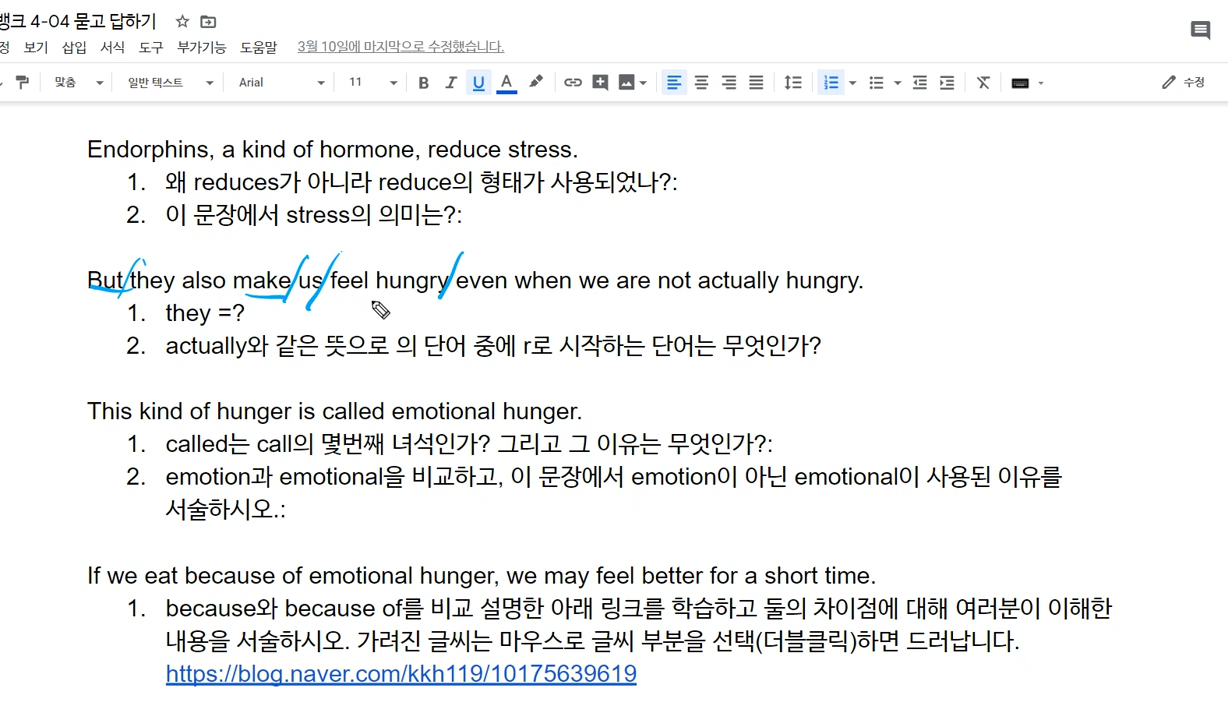 뱅크 4-04 묻고 답하기
정 보기 삽입 서식 도구 부가기능 도움말 3월 10일에 마지막으로 수정했습니다.
맞춤 일반 텍스트 Arial 11 B I U A 수정
Endorphins, a kind of hormone, reduce stress.
1. 왜 reduces가 아니라 reduce의 형태가 사용되었나?:
2. 이 문장에서 stress의 의미는?:
But they also make us feel hungry even when we are not actually hungry.
1. they =?
2. actually와 같은 뜻으로 의 단어 중에 r로 시작하는 단어는 무엇인가?
This kind of hunger is called emotional hunger.
1. called는 call의 몇번째 녀석인가? 그리고 그 이유는 무엇인가?:
2. emotion과 emotional을 비교하고, 이 문장에서 emotion이 아닌 emotional이 사용된 이유를
서술하시오.:
If we eat because of emotional hunger, we may feel better for a short time.
1. because와 because of를 비교 설명한 아래 링크를 학습하고 둘의 차이점에 대해 여러분이 이해한
내용을 서술하시오. 가려진 글씨는 마우스로 글씨 부분을 선택(더블클릭)하면 드러납니다.
https://blog.naver.com/kkh119/10175639619